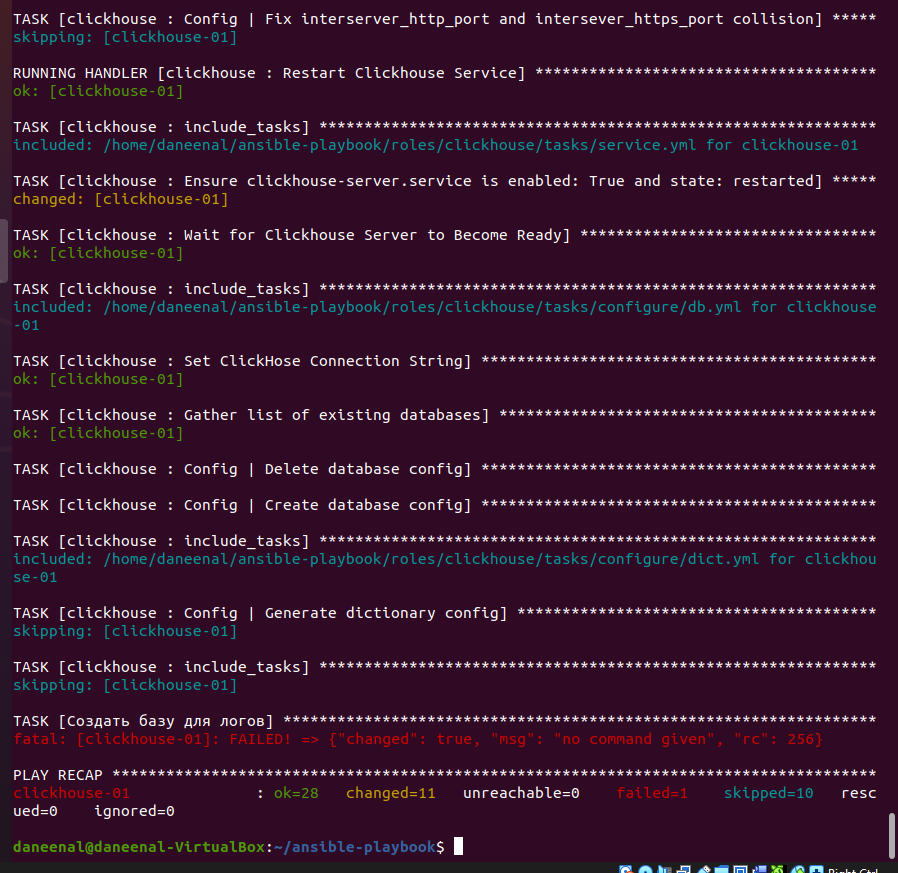 TASK [clickhouse : Config | Fix interserver_http_port and intersever_https_port collision] *****
skipping: [clickhouse-01]
RUNNING HANDLER [clickhouse : Restart Clickhouse Service] **************************************
ok: [clickhouse-01]
TASK [clickhouse : include_tasks] **************************************************************
included: /home/daneenal/ansible-playbook/roles/clickhouse/tasks/service.yml for clickhouse-01
TASK [clickhouse : Ensure clickhouse-server.service is enabled: True and state: restarted] *****
changed: [clickhouse-01]
TASK [clickhouse : Wait for Clickhouse Server to Become Ready] *********************************
ok: [clickhouse-01]
TASK [clickhouse : include_tasks] **************************************************************
included: /home/daneenal/ansible-playbook/roles/clickhouse/tasks/configure/db.yml for clickhouse
-01
TASK [clickhouse : Set ClickHose Connection String] ********************************************
ok: [clickhouse-01]
TASK [clickhouse : Gather list of existing databases] ******************************************
ok: [clickhouse-01]
TASK [clickhouse : Config | Delete database config] ********************************************
TASK [clickhouse : Config | Create database config] ********************************************
TASK [clickhouse : include_tasks] **************************************************************
included: /home/daneenal/ansible-playbook/roles/clickhouse/tasks/configure/dict.yml for clickhou
se-01
TASK [clickhouse : Config | Generate dictionary config] ****************************************
skipping: [clickhouse-01]
TASK [clickhouse : include_tasks] **************************************************************
skipping: [clickhouse-01]
TASK [Создать базу для логов] ******************************************************************
fatal: [clickhouse-01]: FAILED! => {"changed": true, "msg": "no command given", "rc": 256}
PLAY RECAP *************************************************************************************
clickhouse-01              : ok=28   changed=11   unreachable=0    failed=1    skipped=10   resc
ued=0    ignored=0
daneenal@daneenal-VirtualBox:~/ansible-playbook$
Right Ctrl